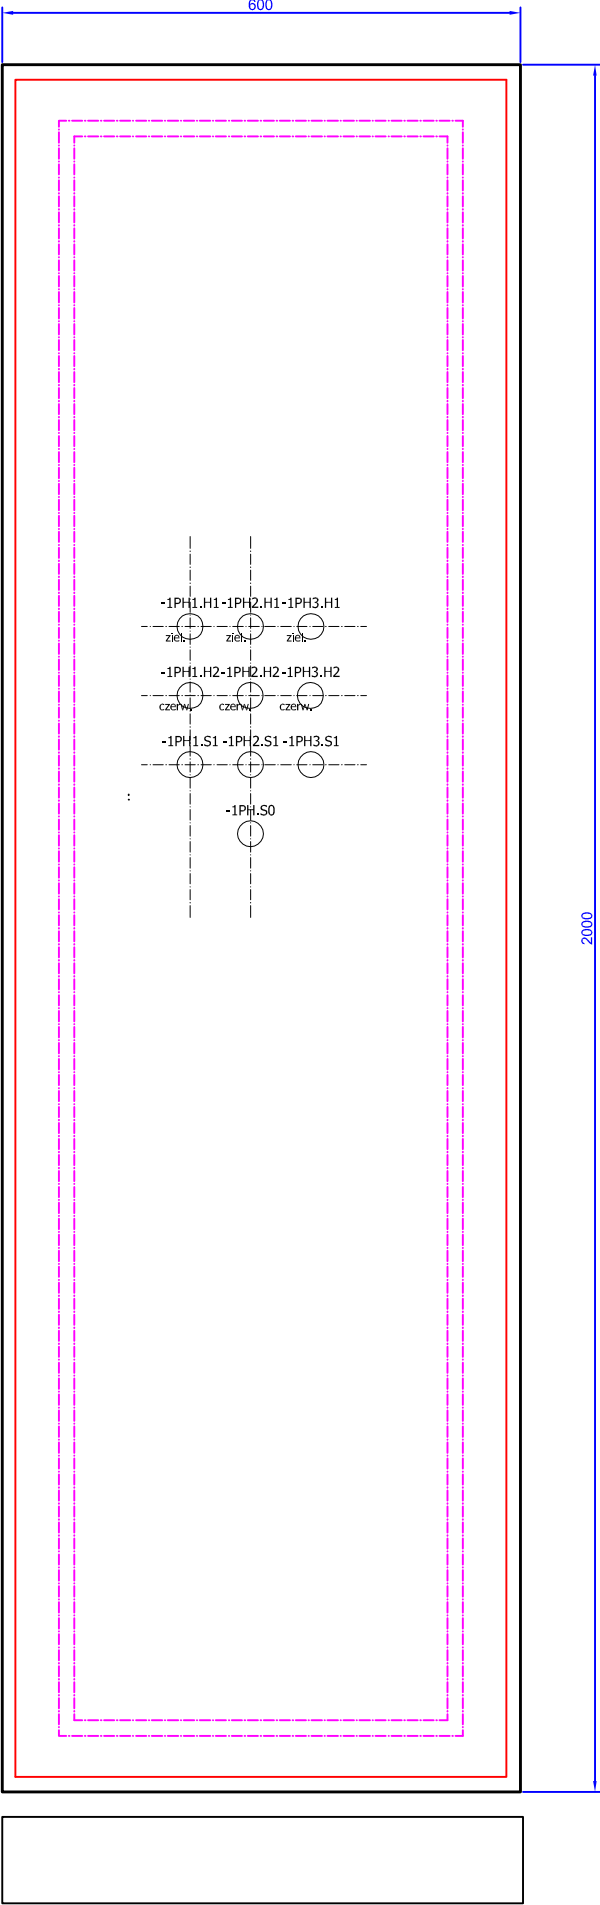 600
-1PH1.H1 -1PH2.H1 -1PH3.H1
ziel. ziel. ziel.
-1PH1.H2 -1PH2.H2 -1PH3.H2
czerw. czerw. czerw.
-1PH1.S1 -1PH2.S1 -1PH3.S1
:
-1PH.S0
2000